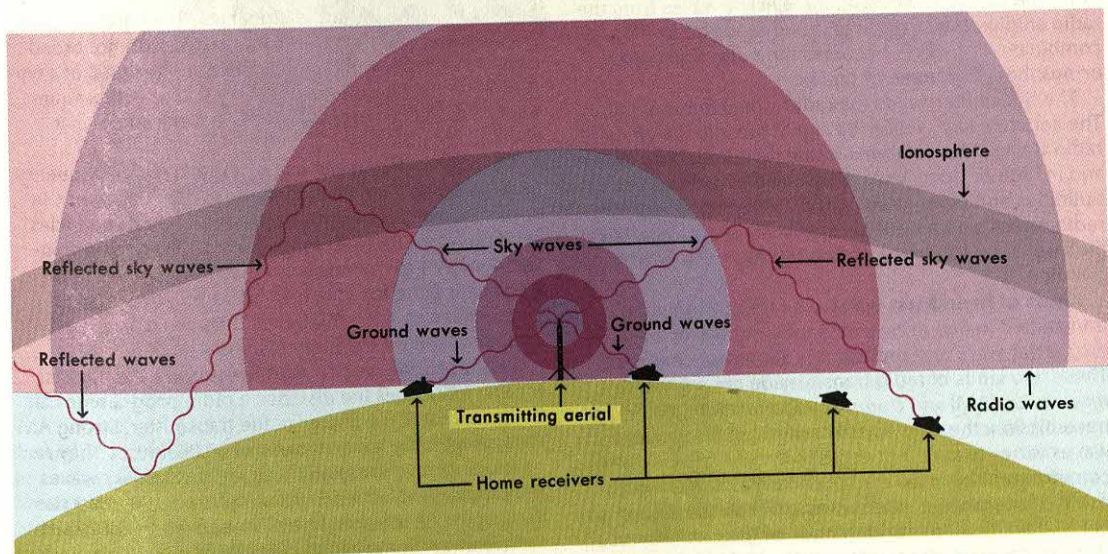 Ionosphere
Sky waves
Reflected sky waves
Reflected sky waves
Ground waves
Ground waves
Reflected waves
Radio waves
Transmitting aerial
Home receivers